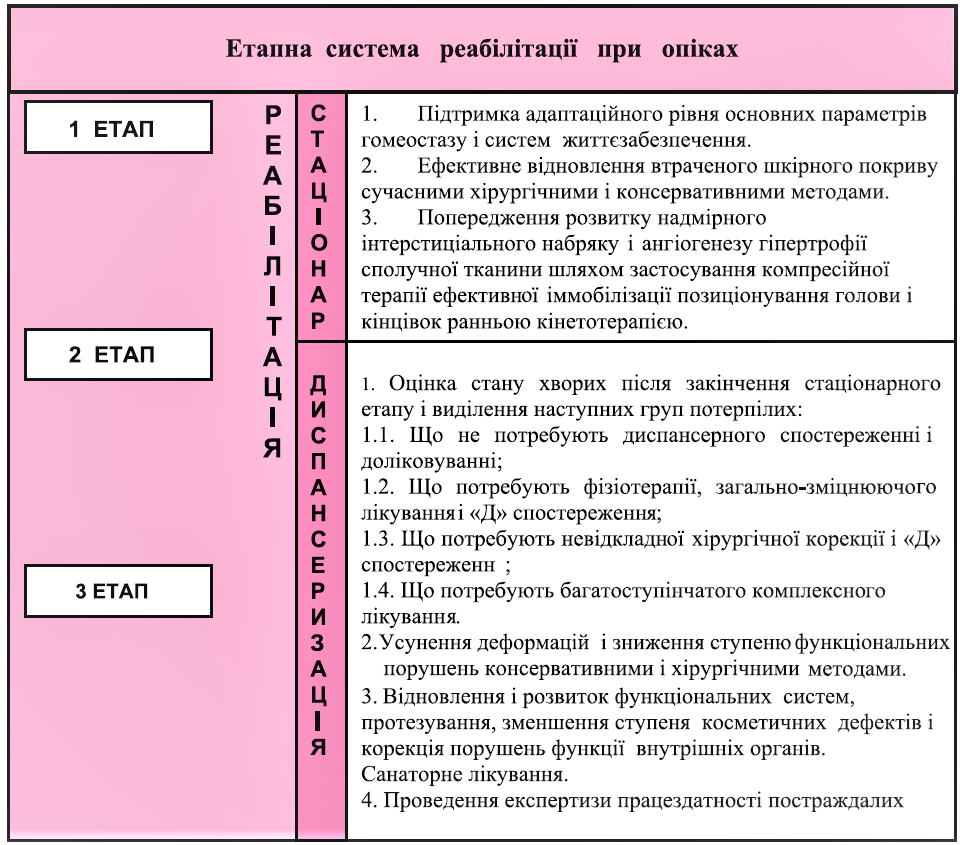 Етапна система реабілітації при опіках
1 ЕТАП
2 ЕТАП
3 ЕТАП
РЕАБІЛІТАЦІЯ
СТАЦІОНАР
1. Підтримка адаптаційного рівня основних параметрів
гомеостазу і систем життєзабезпечення.
2. Ефективне відновлення втраченого шкірного покриву
сучасними хірургічними і консервативними методами.
3. Попередження розвитку надмірного
інтерстиціального набряку і ангіогенезу гіпертрофії
сполучної тканини шляхом застосування компресійної
терапії ефективної іммобілізації позиціонування голови і
кінцівок ранньою кінетотерапією.
ДИСПАНСЕРИЗАЦІЯ
1. Оцінка стану хворих після закінчення стаціонарного
етапу і виділення наступних груп потерпілих:
1.1. Що не потребують диспансерного спостереженні і
доліковуванні;
1.2. Що потребують фізіотерапії, загально-зміцнюючого
лікування і «Д» спостереження;
1.3. Що потребують невідкладної хірургічної корекції і «Д»
спостереженн ;
1.4. Що потребують багатоступінчатого комплексного
лікування.
2.Усунення деформацій і зниження ступеню функціональних
порушень консервативними і хірургічними методами.
3. Відновлення і розвиток функціональних систем,
протезування, зменшення ступеня косметичних дефектів і
корекція порушень функції внутрішніх органів.
Санаторне лікування.
4. Проведення експертизи працездатності постраждалих